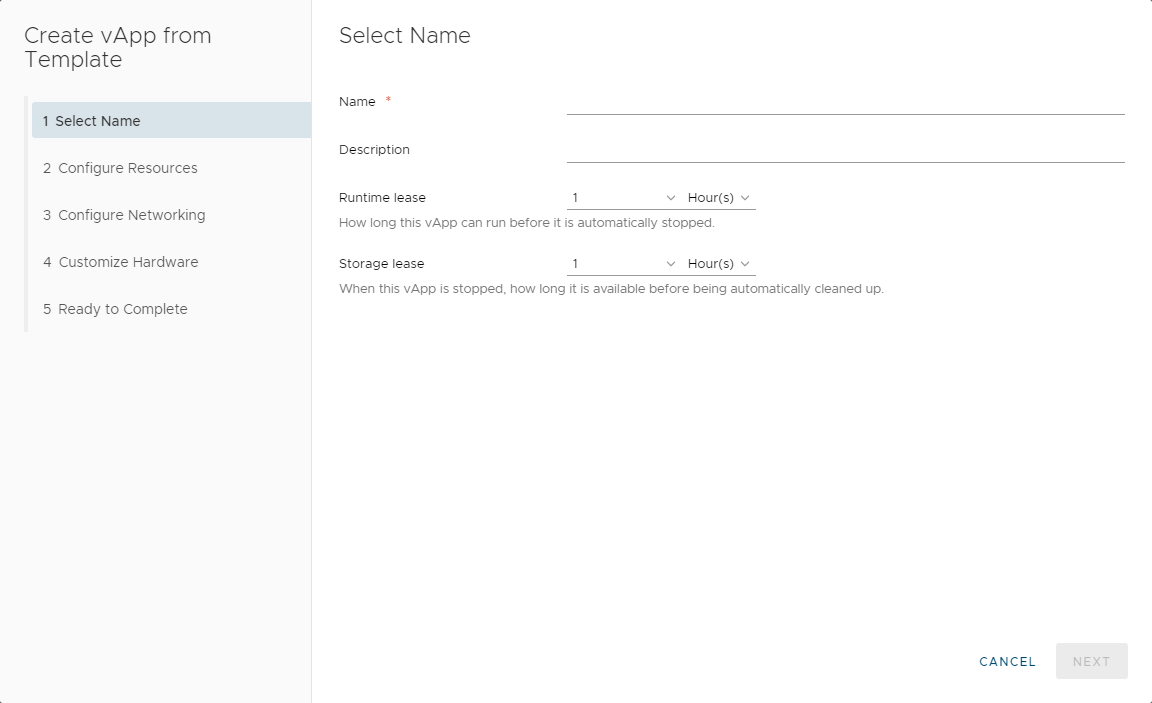 Create vApp from
Template
1 Select Name
2 Configure Resources
3 Configure Networking
4 Customize Hardware
5 Ready to Complete
Select Name
Name *
Description
Runtime lease 1 Hour(s)
How long this vApp can run before it is automatically stopped.
Storage lease 1 Hour(s)
When this vApp is stopped, how long it is available before being automatically cleaned up.
CANCEL NEXT